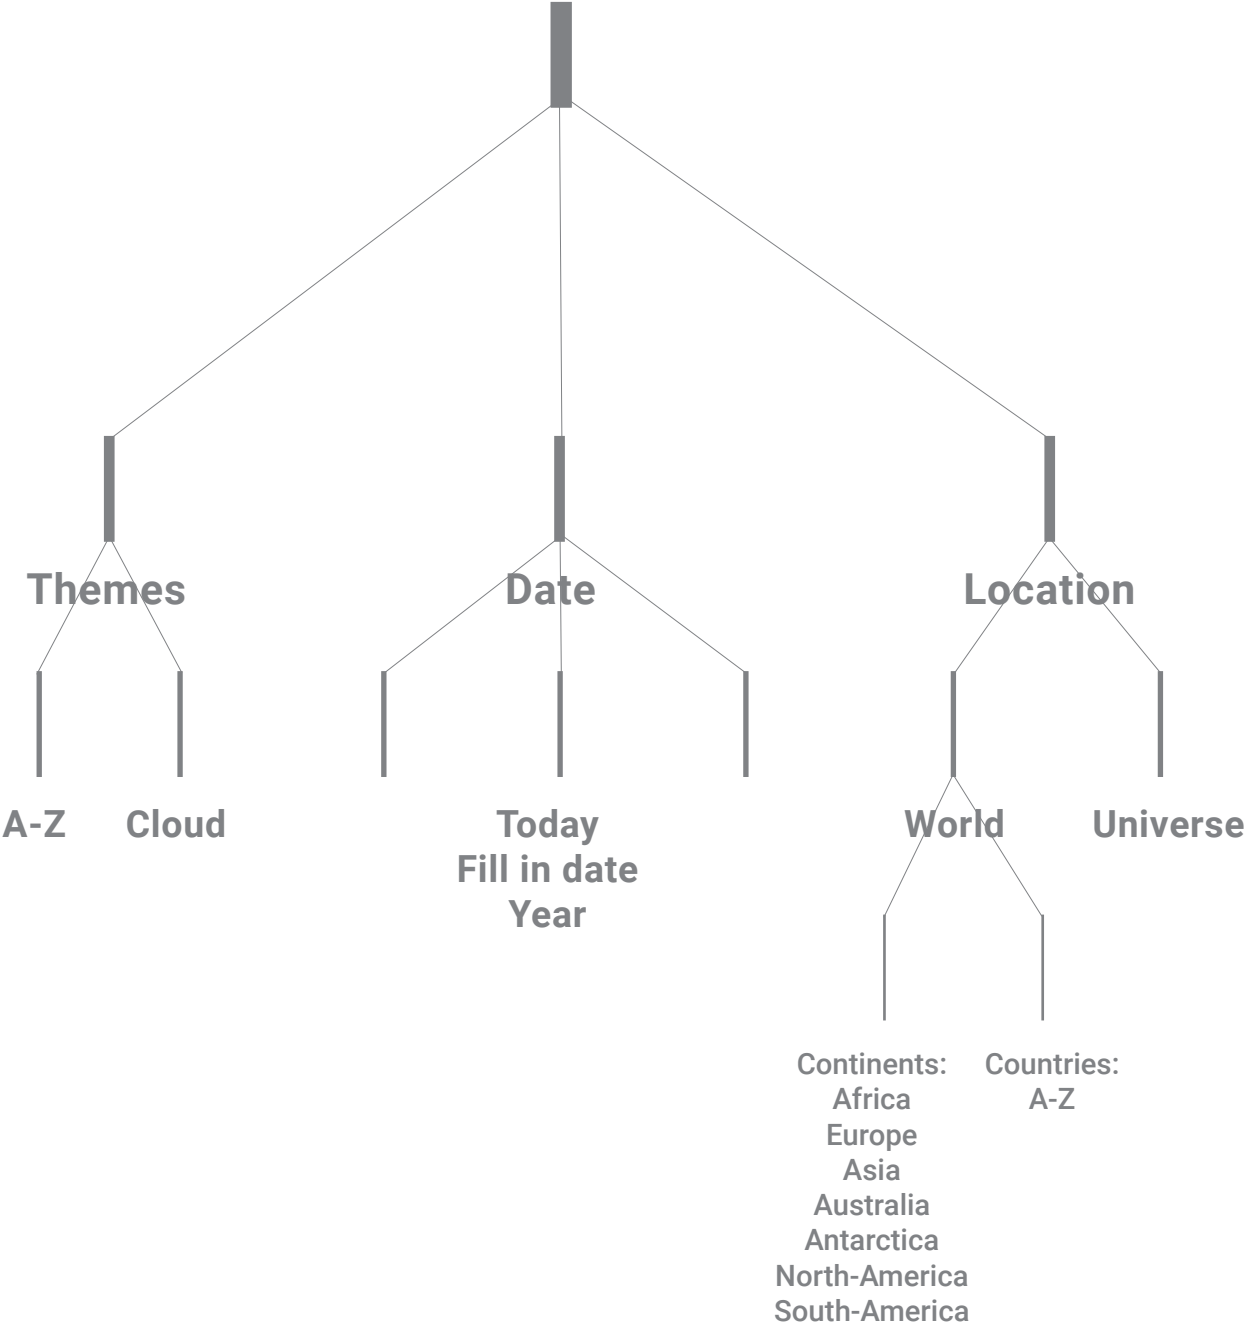 Themes
Date
Location
A-Z
Cloud
Today
Fill in date
Year
World
Universe
Continents:
Africa
Europe
Asia
Australia
Antarctica
North-America
South-America
Countries:
A-Z